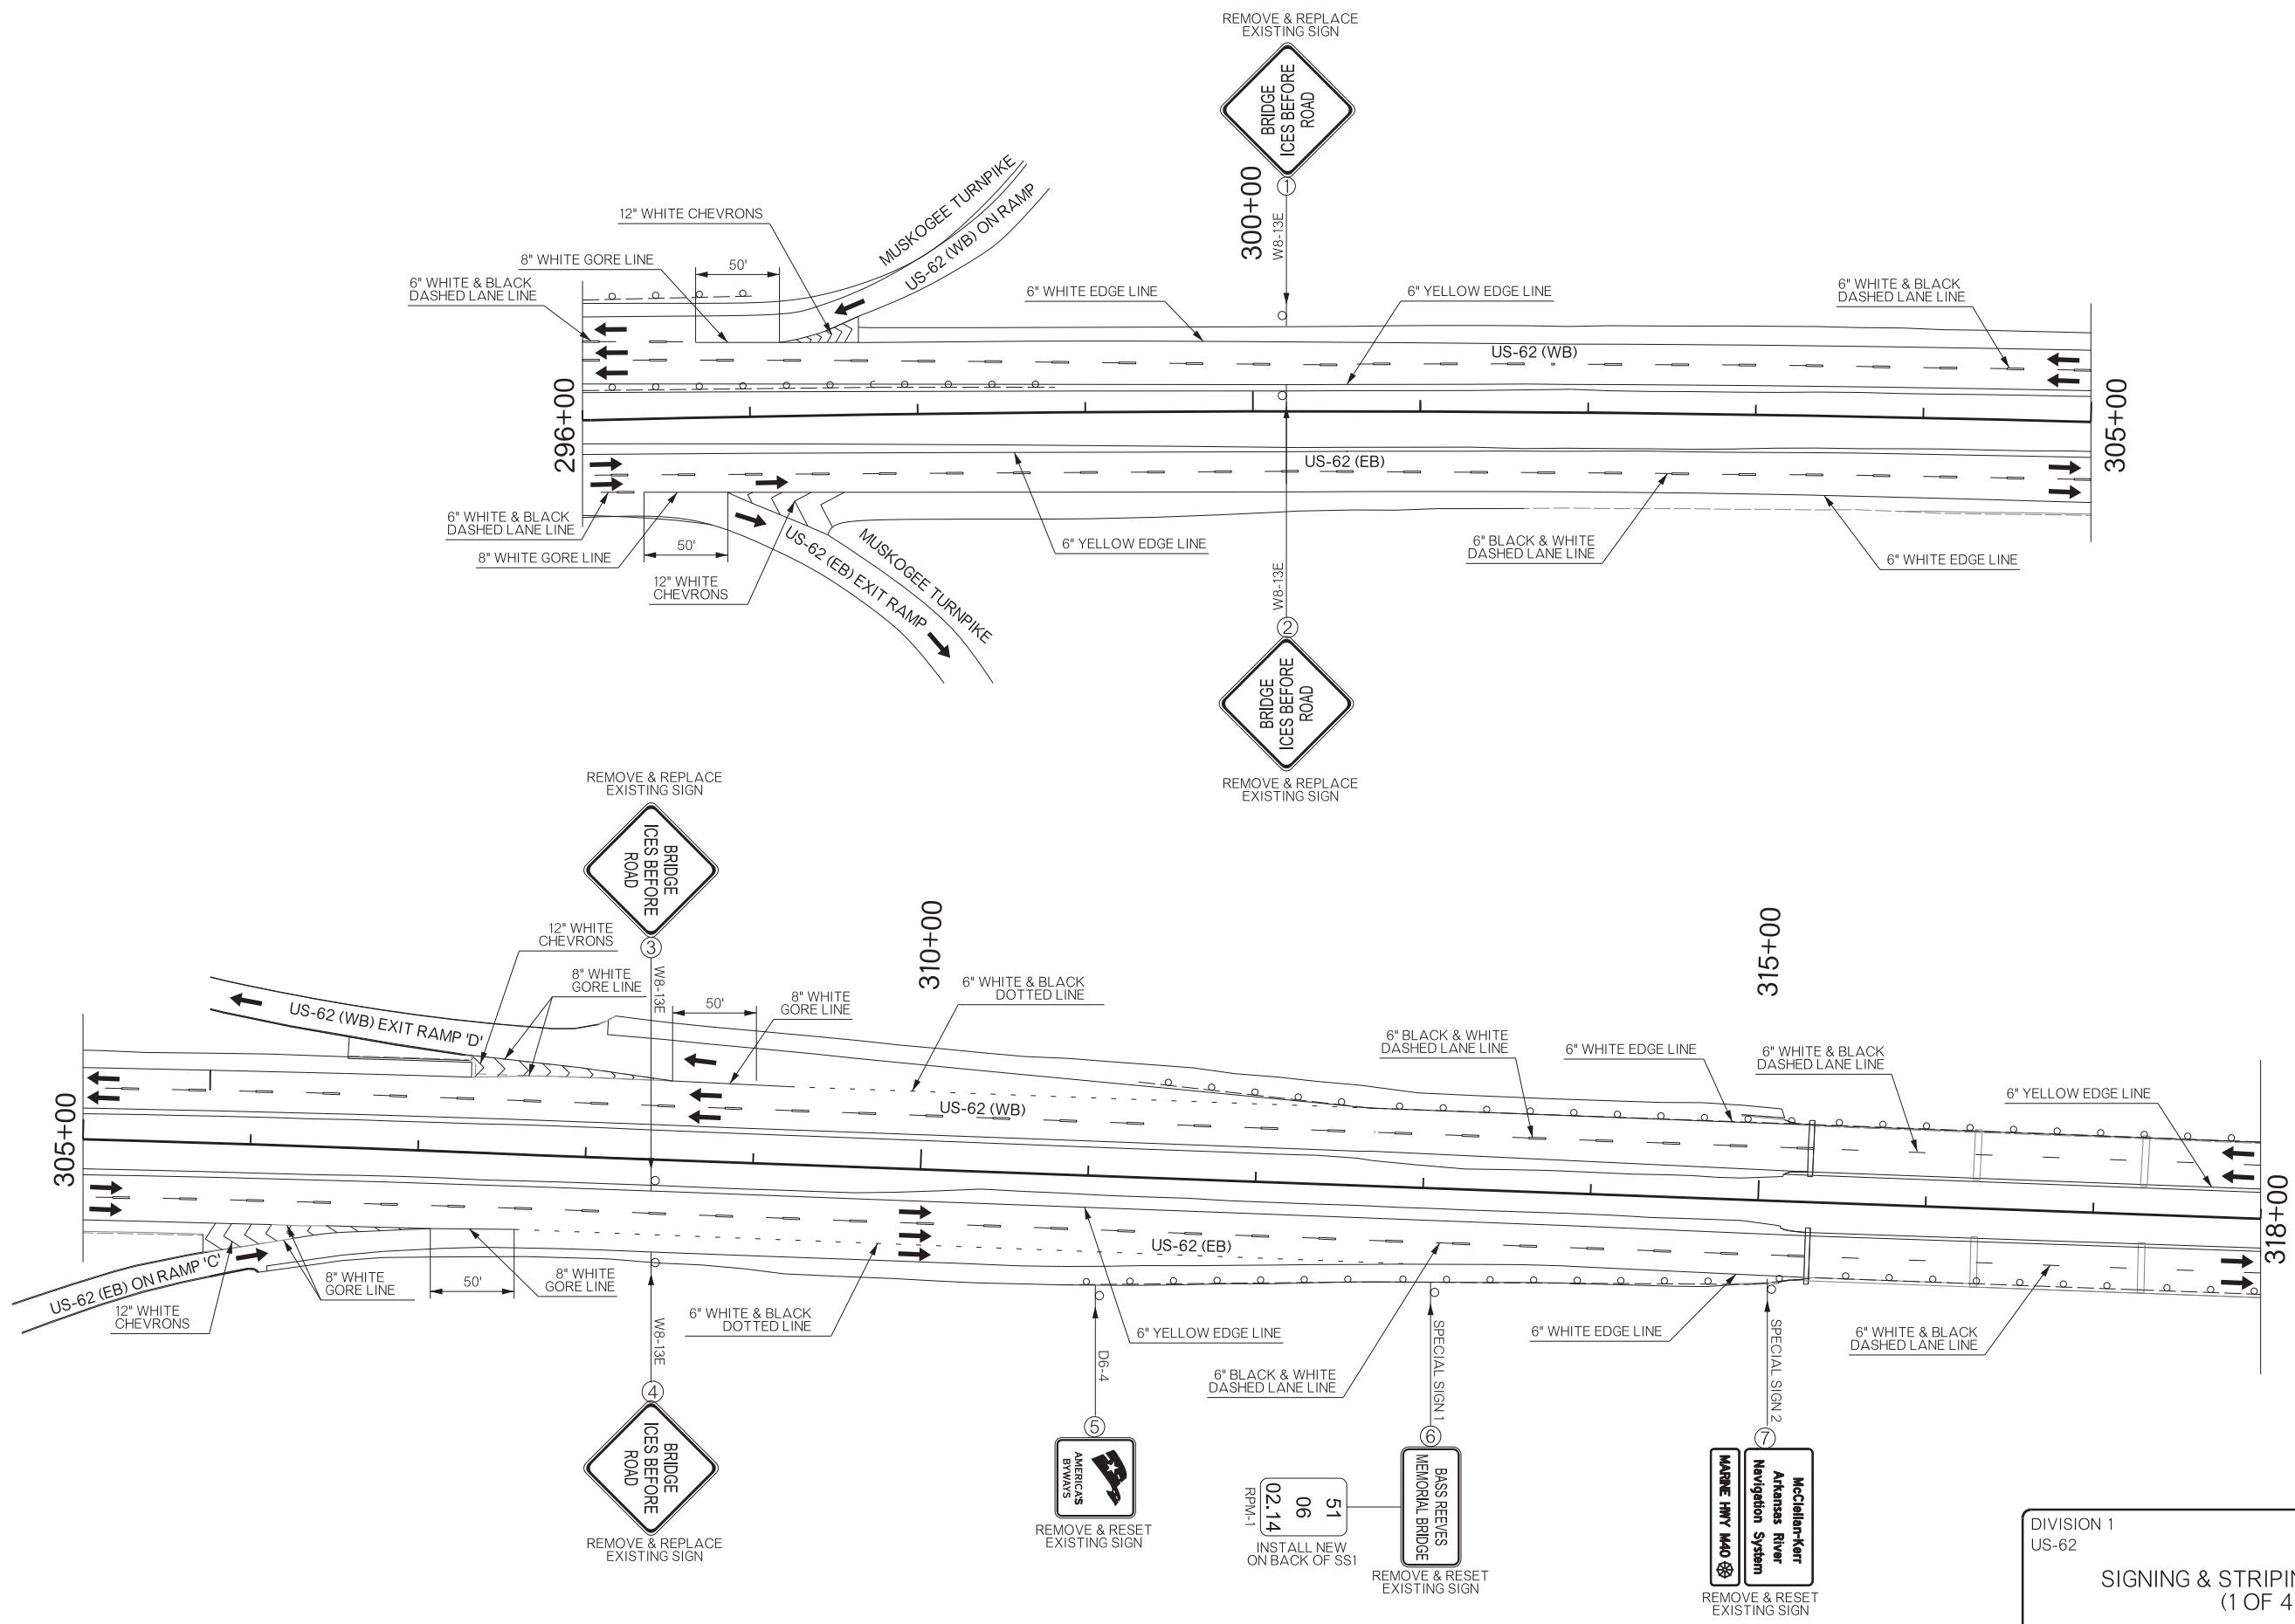 REMOVE & REPLACE
EXISTING SIGN
BRIDGE
ICES BEFORE
ROAD
1
300+00
W8-13E
MUSKOGEE TURNPIKE
US-62 (WB) ON RAMP
12" WHITE CHEVRONS
8" WHITE GORE LINE
50'
6" WHITE & BLACK
DASHED LANE LINE
6" WHITE EDGE LINE
6" YELLOW EDGE LINE
6" WHITE & BLACK
DASHED LANE LINE
US-62 (WB)
296+00
305+00
US-62 (EB)
6" WHITE & BLACK
DASHED LANE LINE
8" WHITE GORE LINE
50'
12" WHITE
CHEVRONS
US-62 (EB) EXIT RAMP
MUSKOGEE TURNPIKE
6" YELLOW EDGE LINE
6" BLACK & WHITE
DASHED LANE LINE
6" WHITE EDGE LINE
W8-13E
2
BRIDGE
ICES BEFORE
ROAD
REMOVE & REPLACE
EXISTING SIGN
REMOVE & REPLACE
EXISTING SIGN
BRIDGE
ICES BEFORE
ROAD
3
W8-13E
12" WHITE
CHEVRONS
8" WHITE
GORE LINE
50'
8" WHITE
GORE LINE
310+00
6" WHITE & BLACK
DOTTED LINE
315+00
6" BLACK & WHITE
DASHED LANE LINE
6" WHITE EDGE LINE
6" WHITE & BLACK
DASHED LANE LINE
6" YELLOW EDGE LINE
US-62 (WB) EXIT RAMP 'D'
US-62 (WB)
305+00
318+00
US-62 (EB)
US-62 (EB) ON RAMP 'C'
12" WHITE
CHEVRONS
8" WHITE
GORE LINE
50'
8" WHITE
GORE LINE
6" WHITE & BLACK
DOTTED LINE
6" YELLOW EDGE LINE
6" BLACK & WHITE
DASHED LANE LINE
6" WHITE EDGE LINE
6" WHITE & BLACK
DASHED LANE LINE
W8-13E
4
BRIDGE
ICES BEFORE
ROAD
REMOVE & REPLACE
EXISTING SIGN
D6-4
5
AMERICA'S
BYWAYS
REMOVE & RESET
EXISTING SIGN
SPECIAL SIGN 1
6
BASS REEVES
MEMORIAL BRIDGE
REMOVE & RESET
EXISTING SIGN
51
06
02.14
RPM-1
INSTALL NEW
ON BACK OF SS1
SPECIAL SIGN 2
7
McClellan-Kerr
Arkansas River
Navigation System
MARINE HWY M40
REMOVE & RESET
EXISTING SIGN
DIVISION 1
US-62
SIGNING & STRIPIN
(1 OF 4